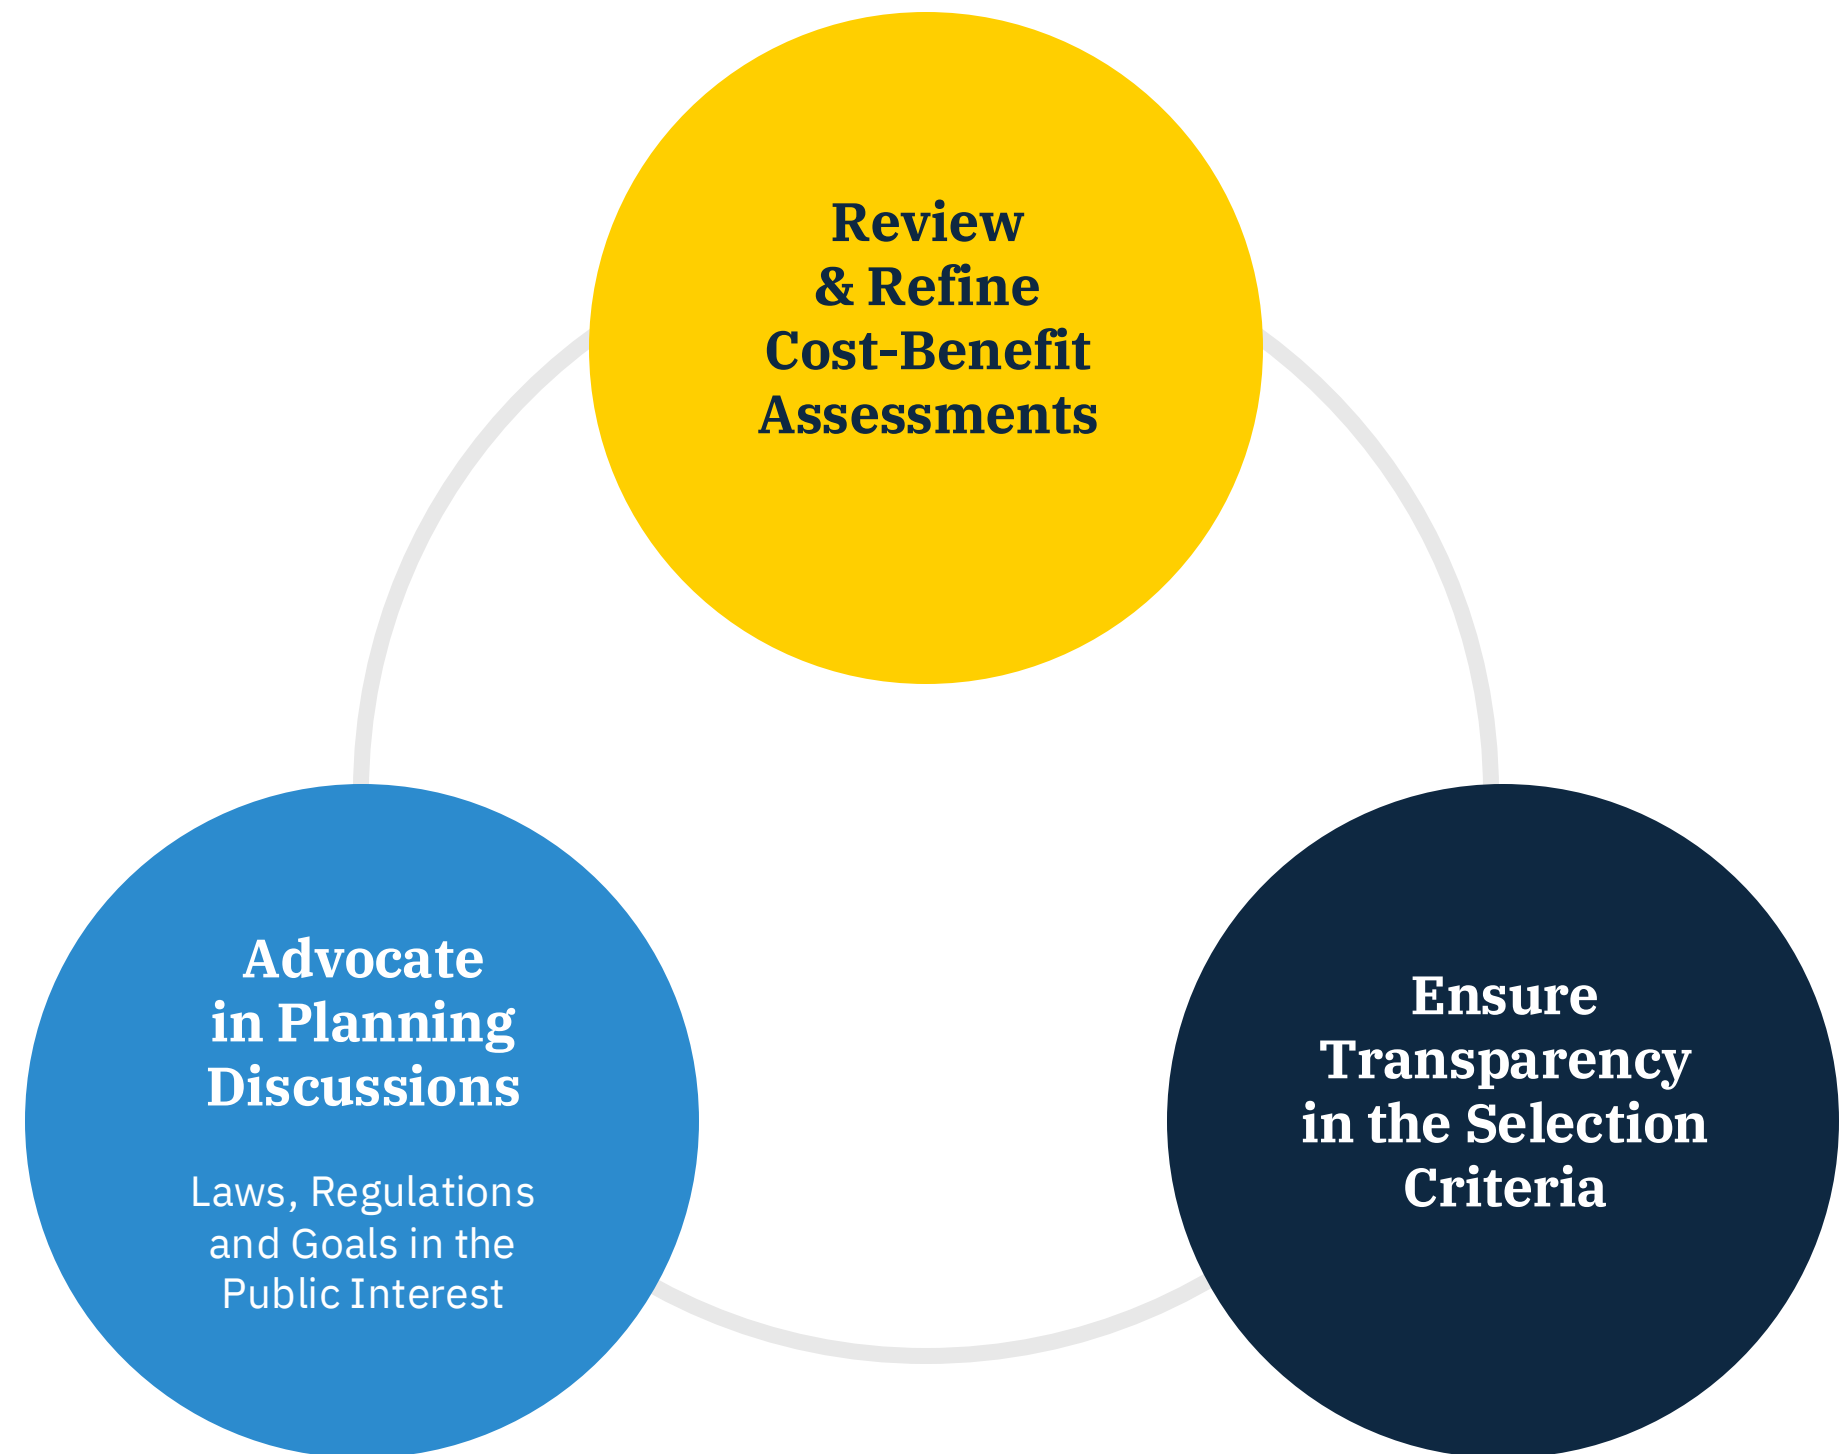 Review
& Refine
Cost-Benefit
Assessments
Advocate
in Planning
Discussions
Laws, Regulations
and Goals in the
Public Interest
Ensure
Transparency
in the Selection
Criteria